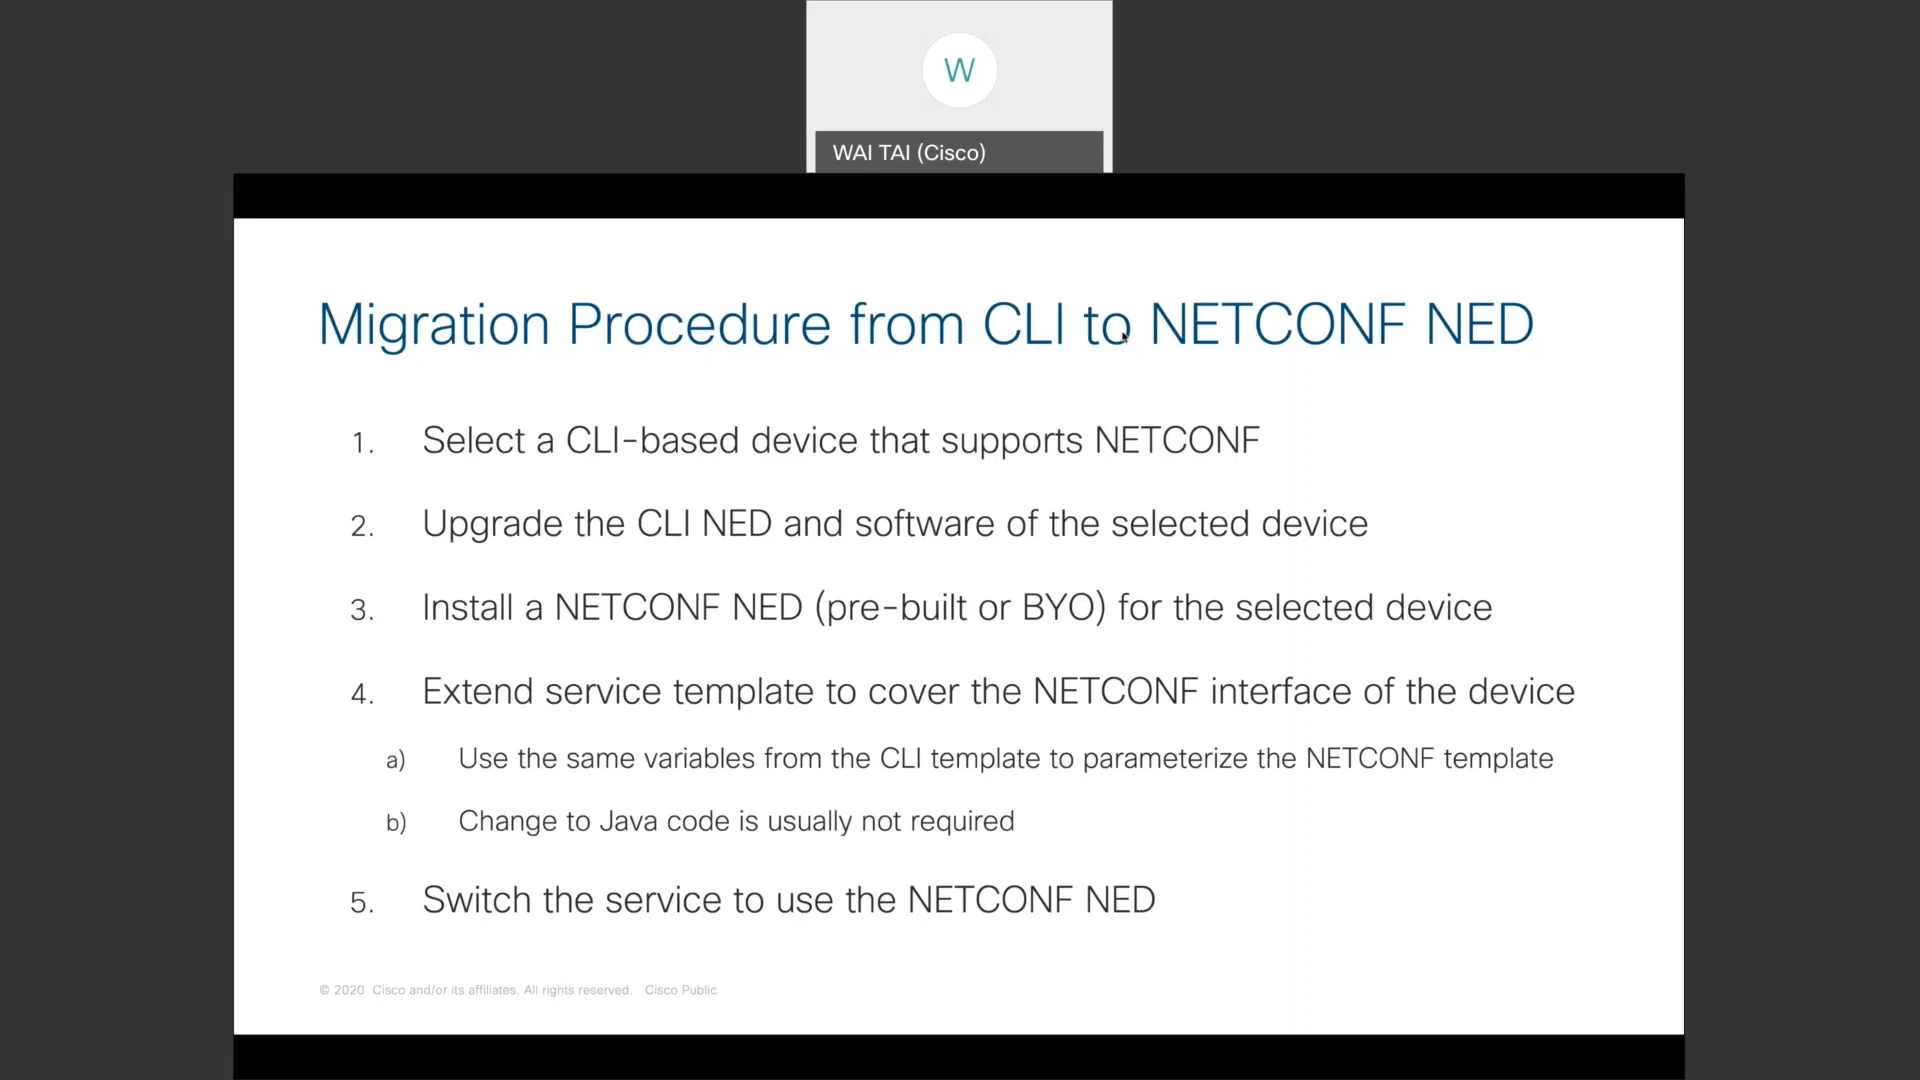 W
WAI TAI (Cisco)
Migration Procedure from CLI to NETCONF NED
1. Select a CLI-based device that supports NETCONF
2. Upgrade the CLI NED and software of the selected device
3. Install a NETCONF NED (pre-built or BYO) for the selected device
4. Extend service template to cover the NETCONF interface of the device
a) Use the same variables from the CLI template to parameterize the NETCONF template
b) Change to Java code is usually not required
5. Switch the service to use the NETCONF NED
© 2020 Cisco and/or its affiliates. All rights reserved. Cisco Public